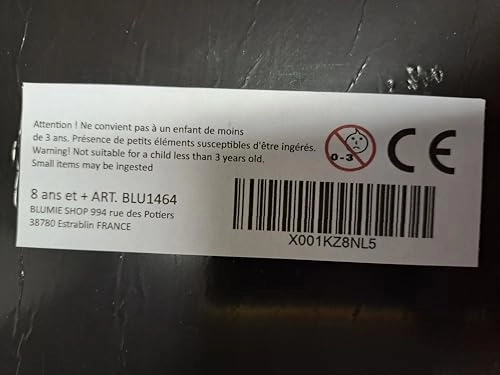 Attention ! Ne convient pas à un enfant de moins
de 3 ans. Présence de petits éléments susceptibles d'être ingérés.
Warning! Not suitable for a child less than 3 years old.
Small items may be ingested
0-3
CE
8 ans et + ART. BLU1464
BLUMIE SHOP 994 rue des Potiers
38780 Estrablin FRANCE
X001KZ8NL5